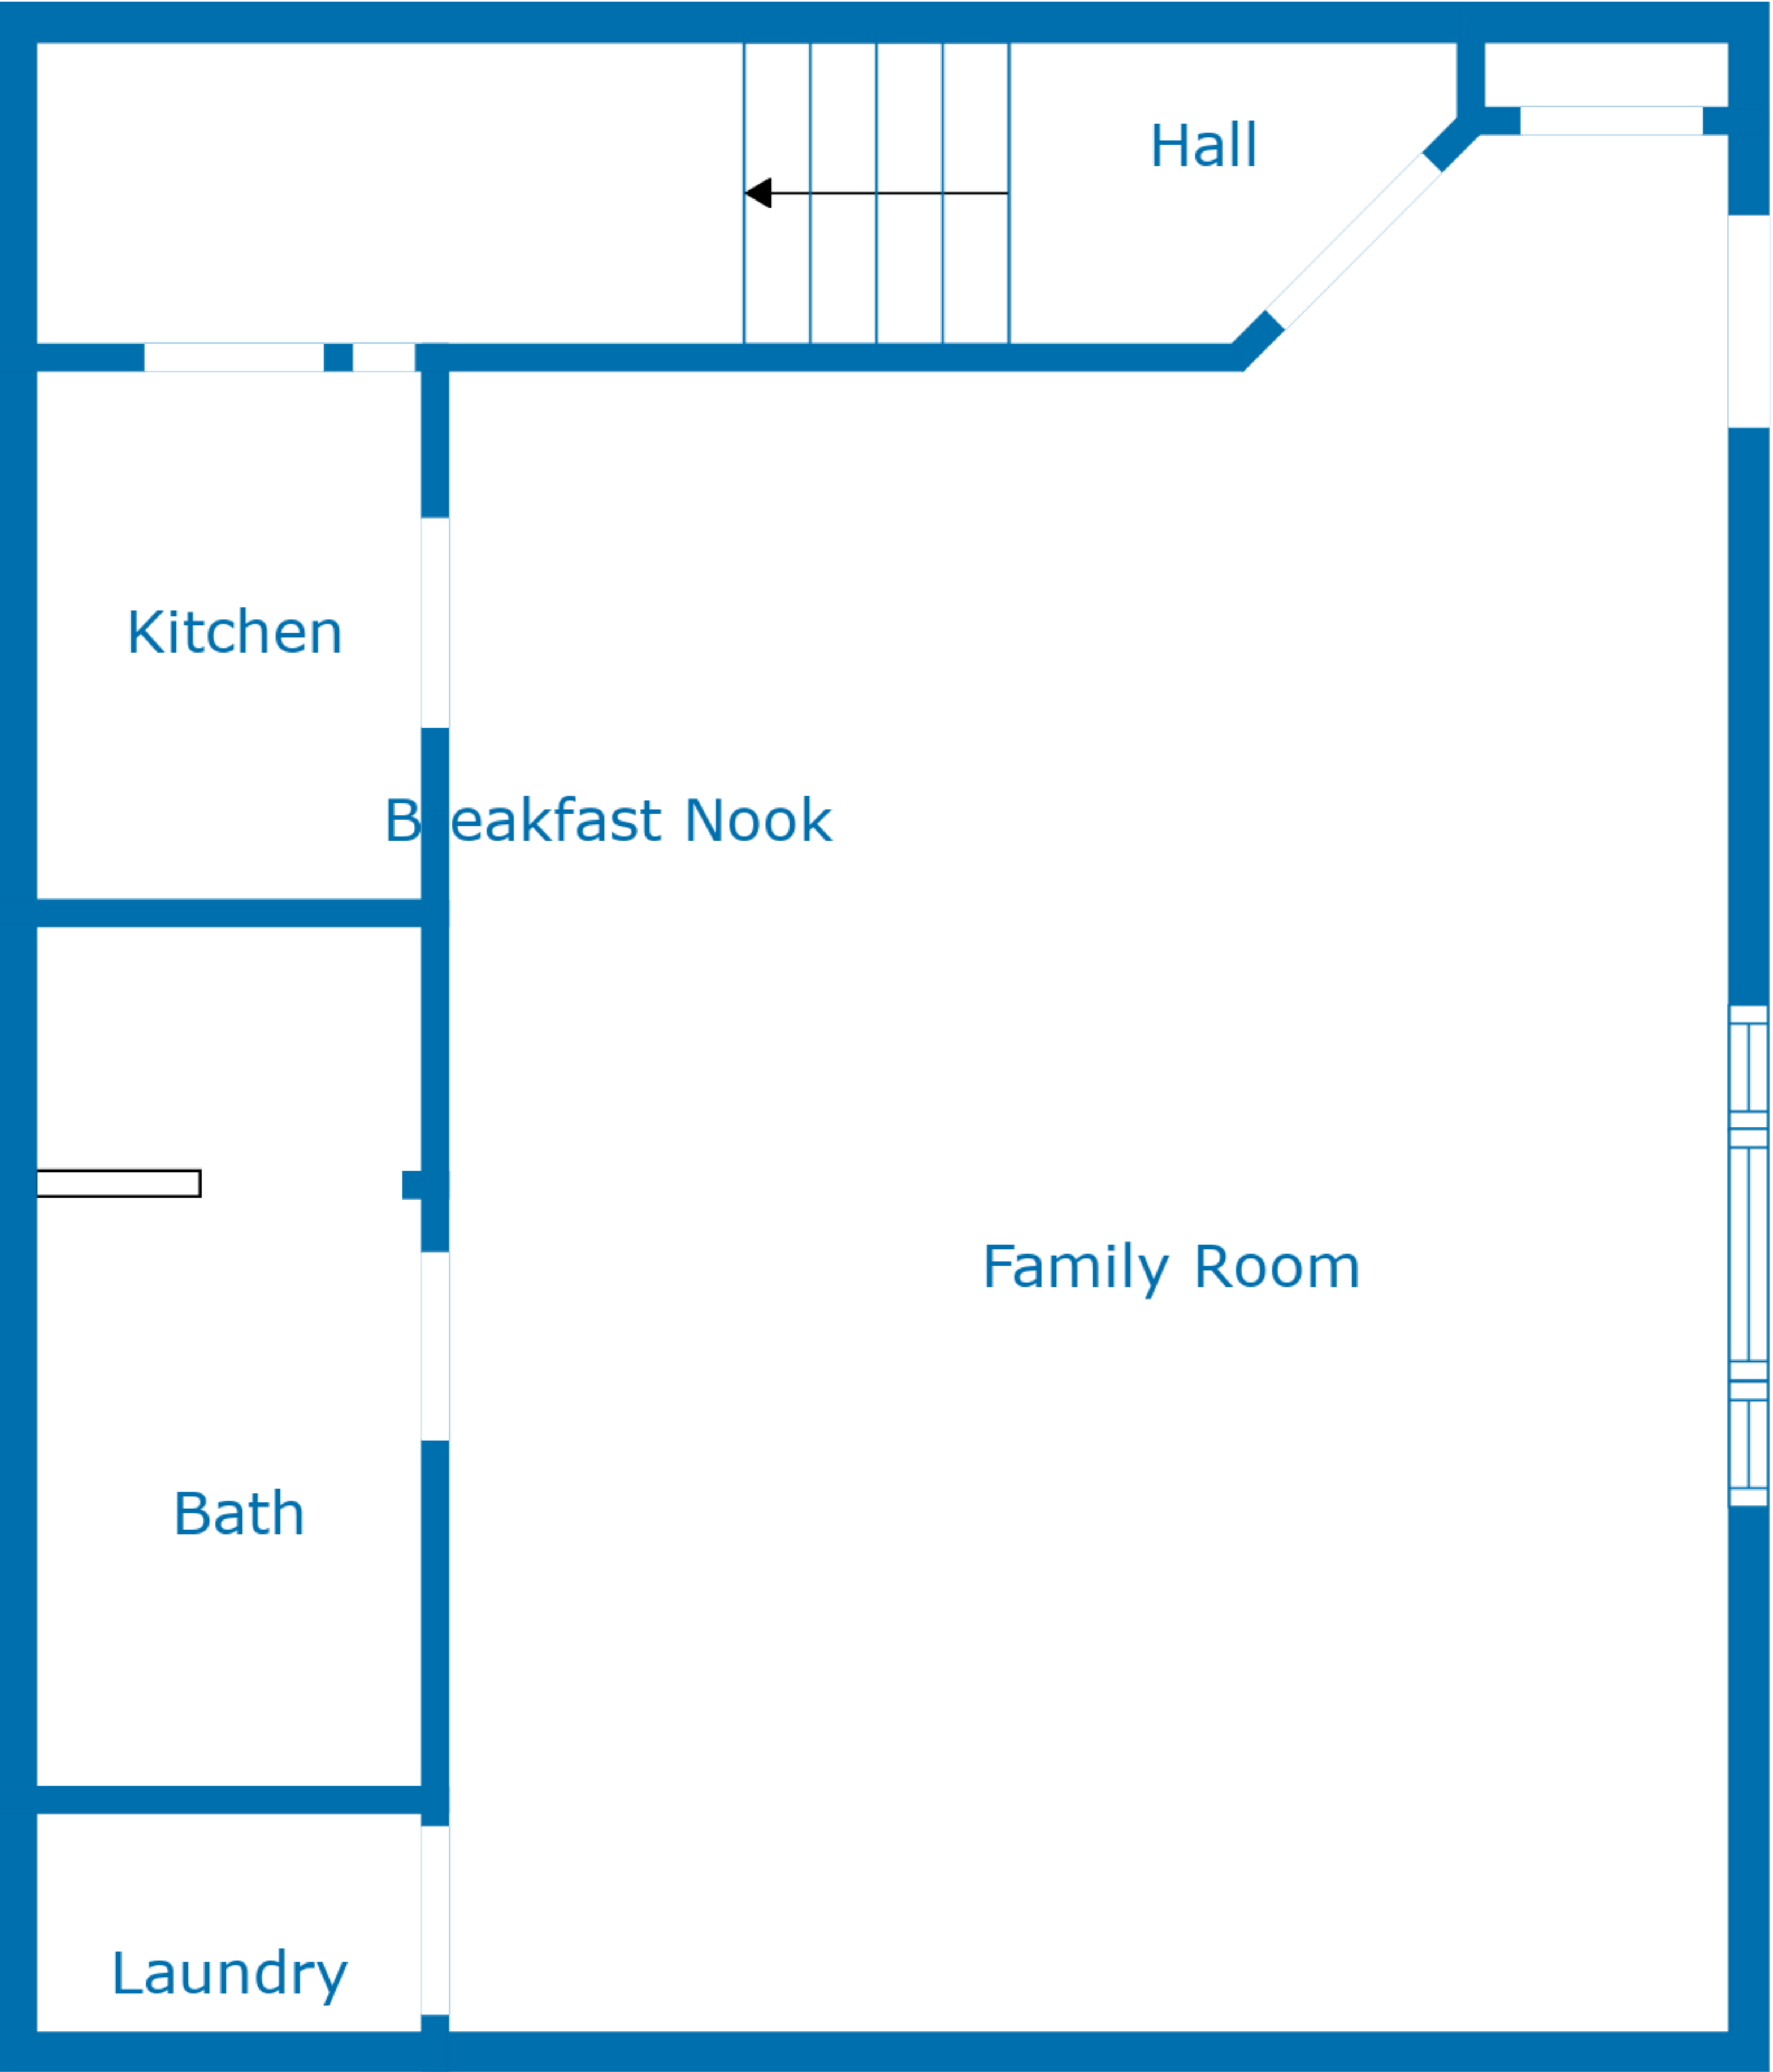 Hall
Kitchen
Breakfast Nook
Family Room
Bath
Laundry